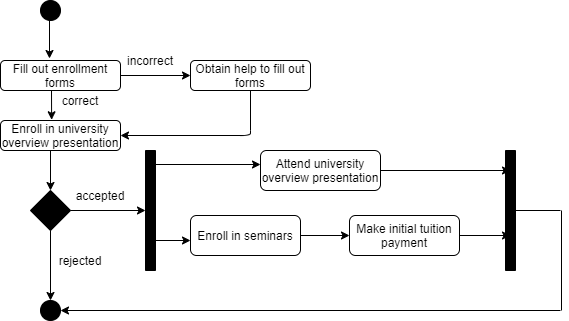 incorrect
Fill out enrollment
forms
Obtain help to fill out
forms
correct
Enroll in university
overview presentation
Attend university
overview presentation
accepted
Enroll in seminars
Make initial tuition
payment
rejected